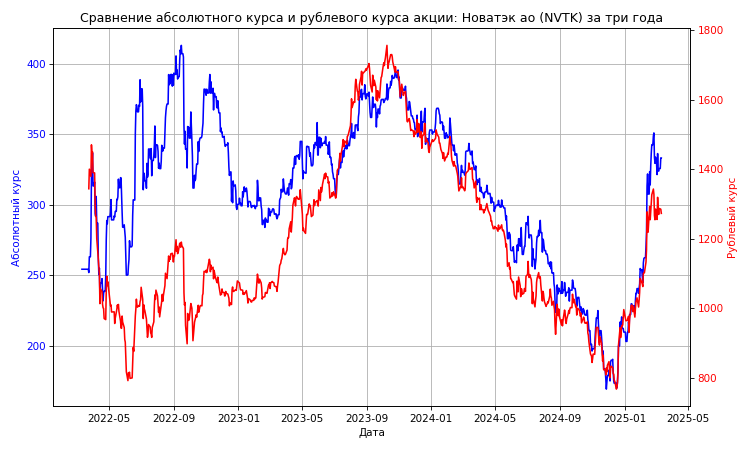 Сравнение абсолютного курса и рублевого курса акции: Новатэк ао (NVTK) за три года
Абсолютный курс
400
350
300
250
200
1800
1600
1400
1200
1000
800
Рублевый курс
2022-05 2022-09 2023-01 2023-05 2023-09 2024-01 2024-05 2024-09 2025-01 2025-05
Дата